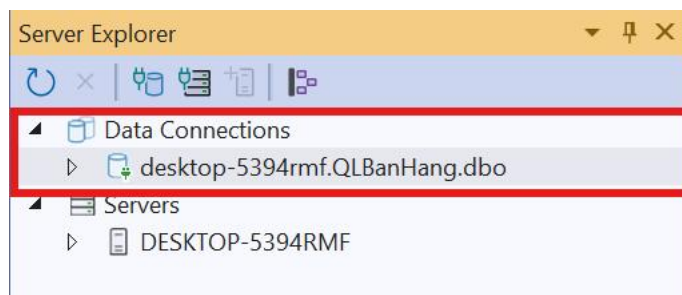 Server Explorer
Data Connections
desktop-5394rmf.QLBanHang.dbo
Servers
DESKTOP-5394RMF